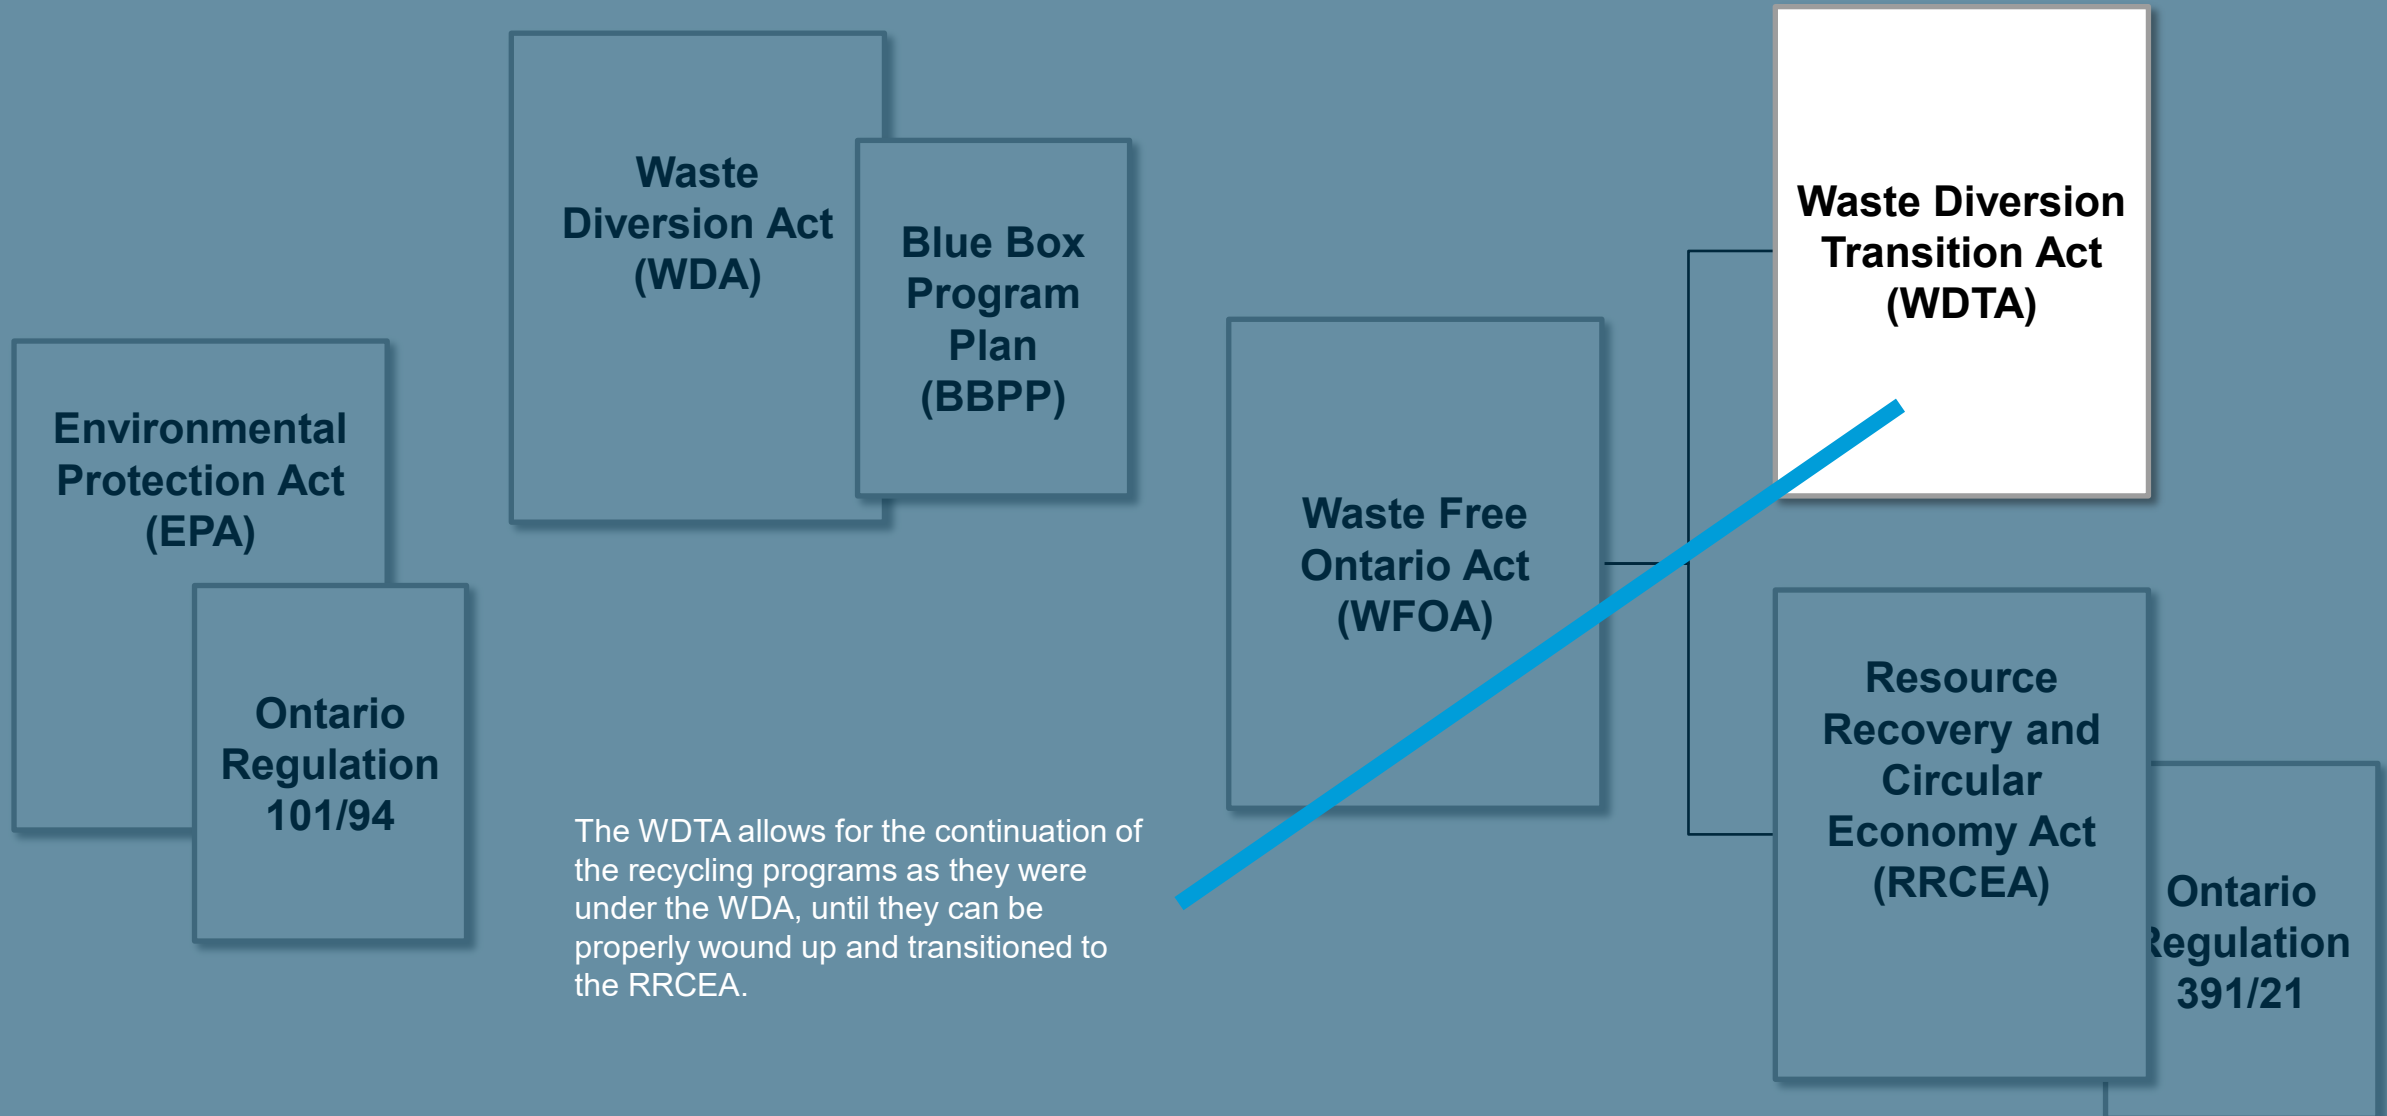 Environmental
Protection Act
(EPA)
Ontario
Regulation
101/94
Waste
Diversion Act
(WDA)
Blue Box
Program
Plan
(BBPP)
The WDTA allows for the continuation of
the recycling programs as they were
under the WDA, until they can be
properly wound up and transitioned to
the RRCEA.
Waste Free
Ontario Act
(WFOA)
Waste Diversion
Transition Act
(WDTA)
Resource
Recovery and
Circular
Economy Act
(RRCEA)
Ontario
Regulation
391/21